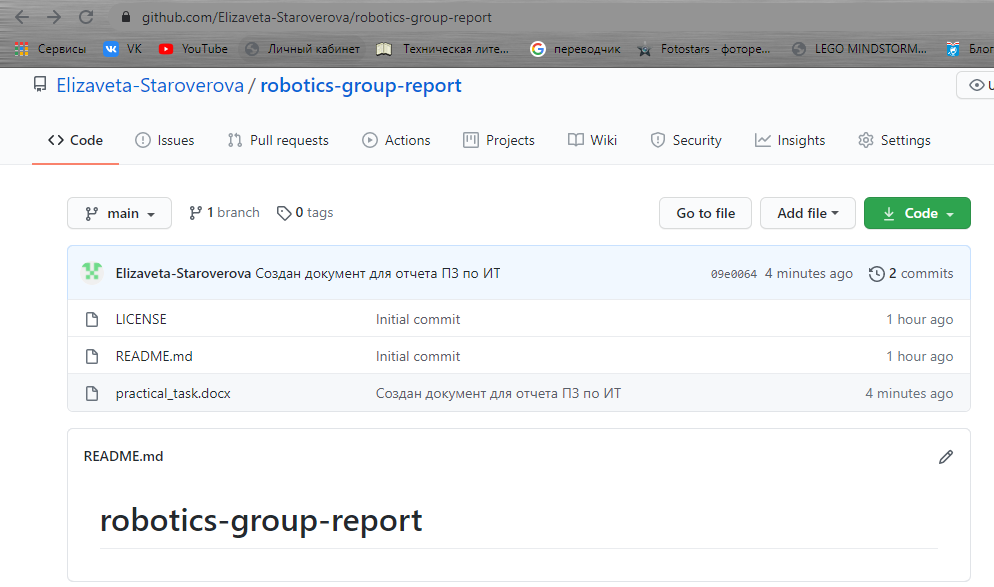 github.com/Elizaveta-Staroverova/robotics-group-report
Сервисы VK YouTube Личный кабинет Техническая лите... переводчик Fotostars - фоторе... LEGO MINDSTORM... Блог
Elizaveta-Staroverova / robotics-group-report
Code Issues Pull requests Actions Projects Wiki Security Insights Settings
main 1 branch 0 tags Go to file Add file Code
Elizaveta-Staroverova Создан документ для отчета ПЗ по ИТ 09e0064 4 minutes ago 2 commits
LICENSE Initial commit 1 hour ago
README.md Initial commit 1 hour ago
practical_task.docx Создан документ для отчета ПЗ по ИТ 4 minutes ago
README.md
robotics-group-report